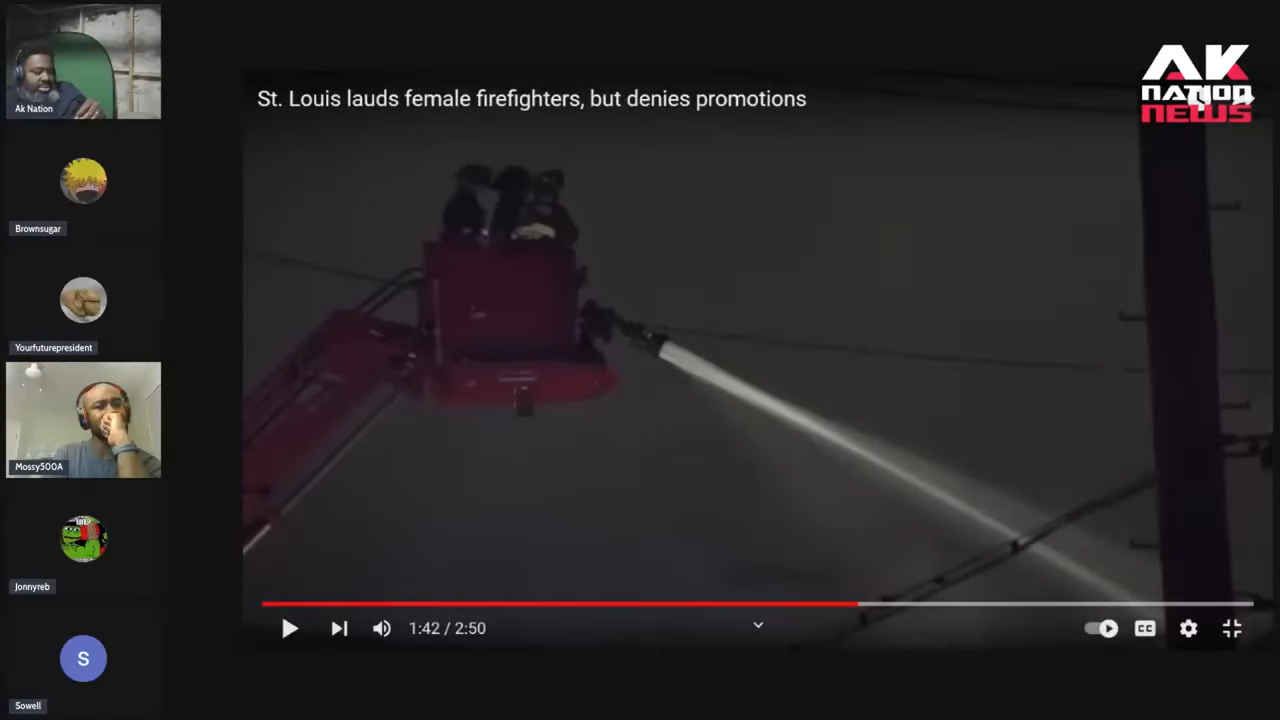 Ak Nation
Brownsugar
Yourfuturepresident
Mossy500A
Jonnyreb
S
Sowell
St. Louis lauds female firefighters, but denies promotions
AK
NATION
NEWS
1:42 / 2:50
CC